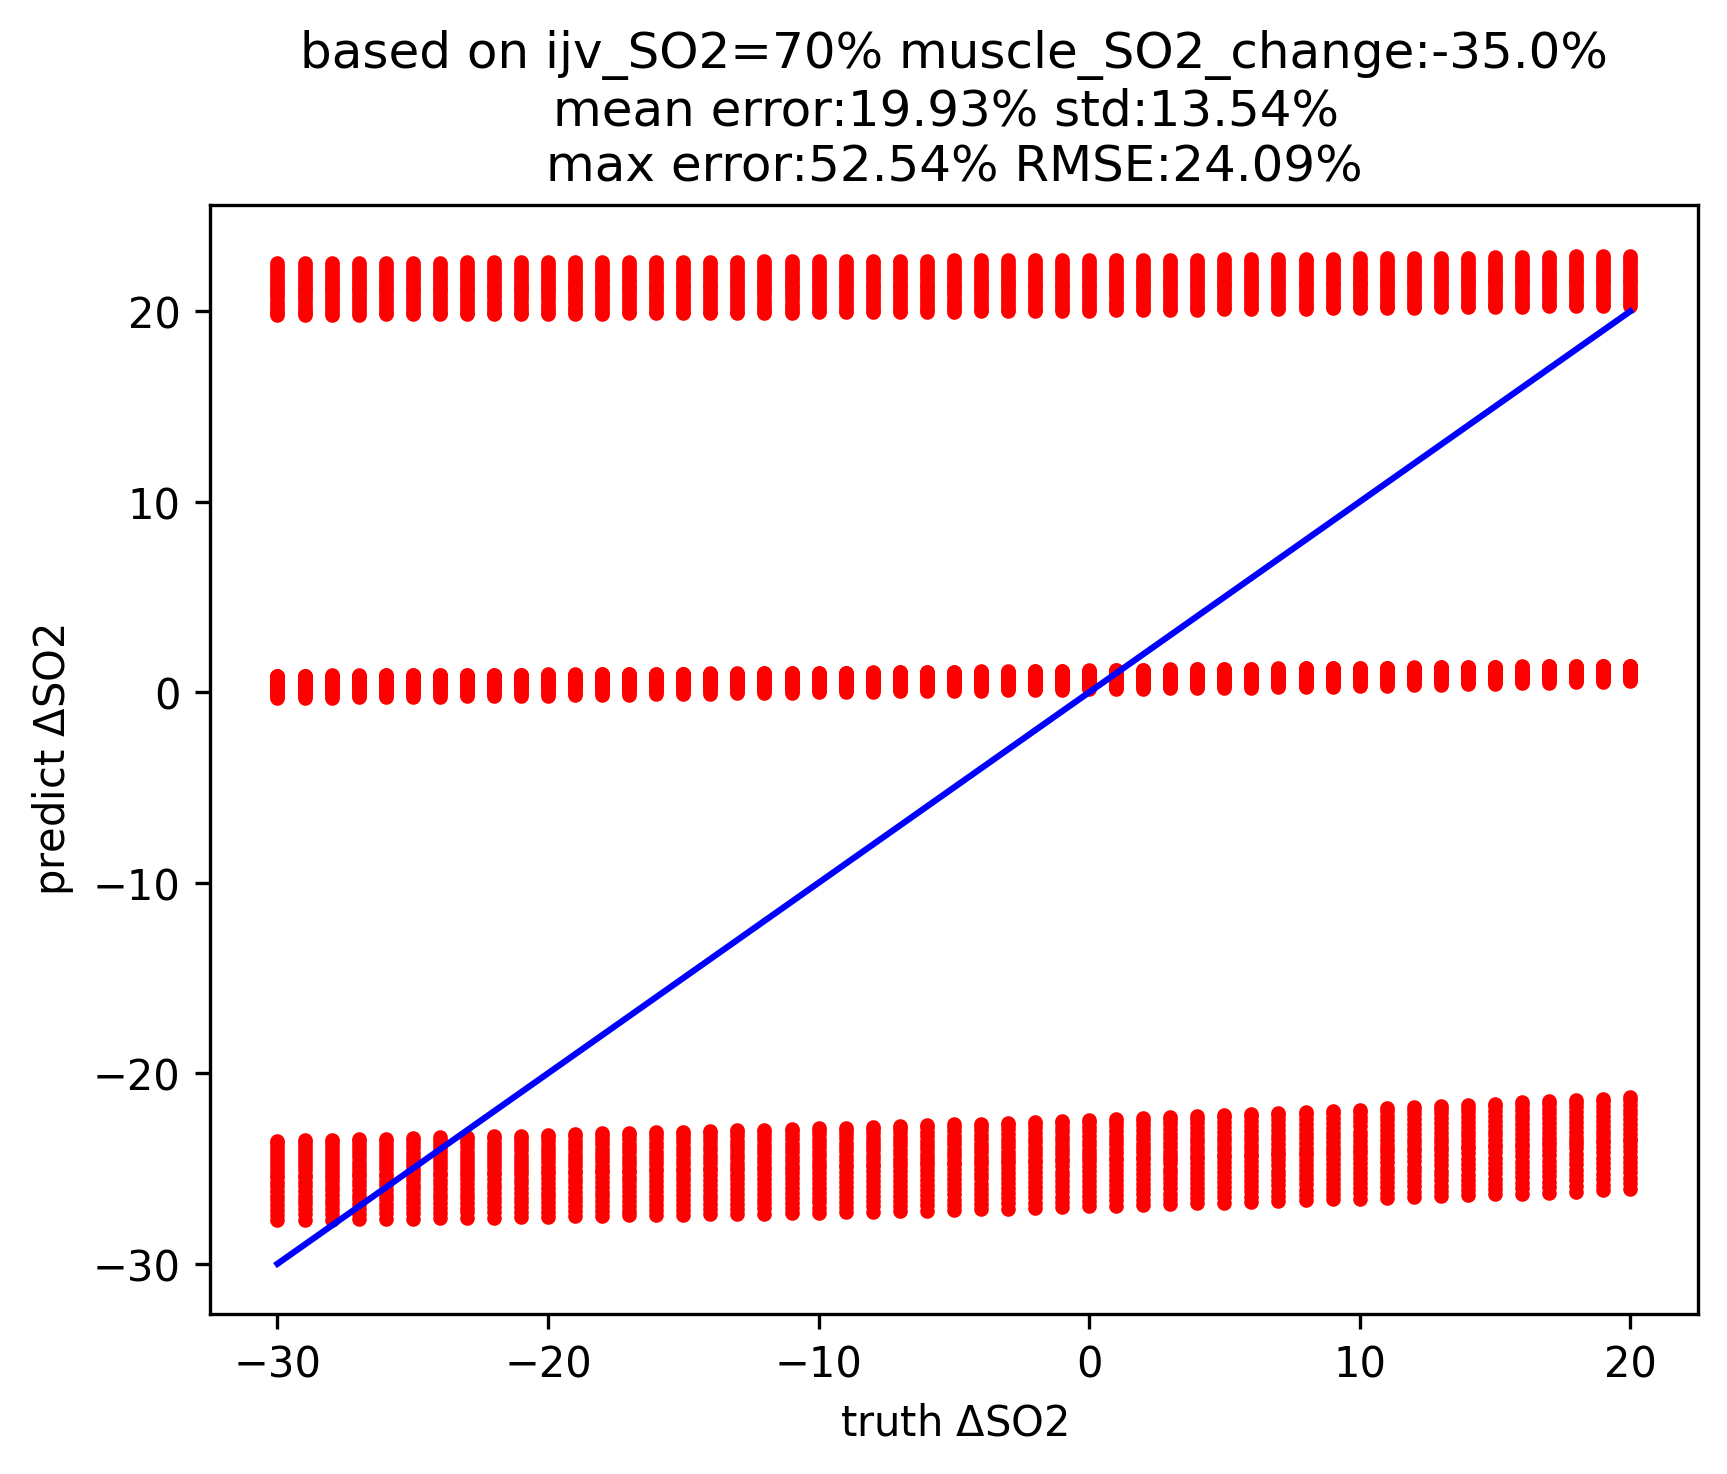 based on ijv_SO2=70% muscle_SO2_change:-35.0%
mean error:19.93% std:13.54%
max error:52.54% RMSE:24.09%
20
10
0
−10
−20
−30
predict ΔSO2
−30 −20 −10 0 10 20
truth ΔSO2